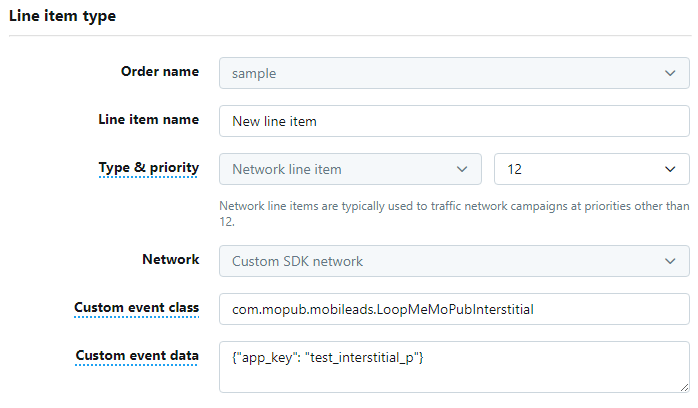 Line item type
Order name
sample
Line item name
New line item
Type & priority
Network line item
12
Network line items are typically used to traffic network campaigns at priorities other than
12.
Network
Custom SDK network
Custom event class
com.mopub.mobileads.LoopMeMoPubInterstitial
Custom event data
{"app_key": "test_interstitial_p"}